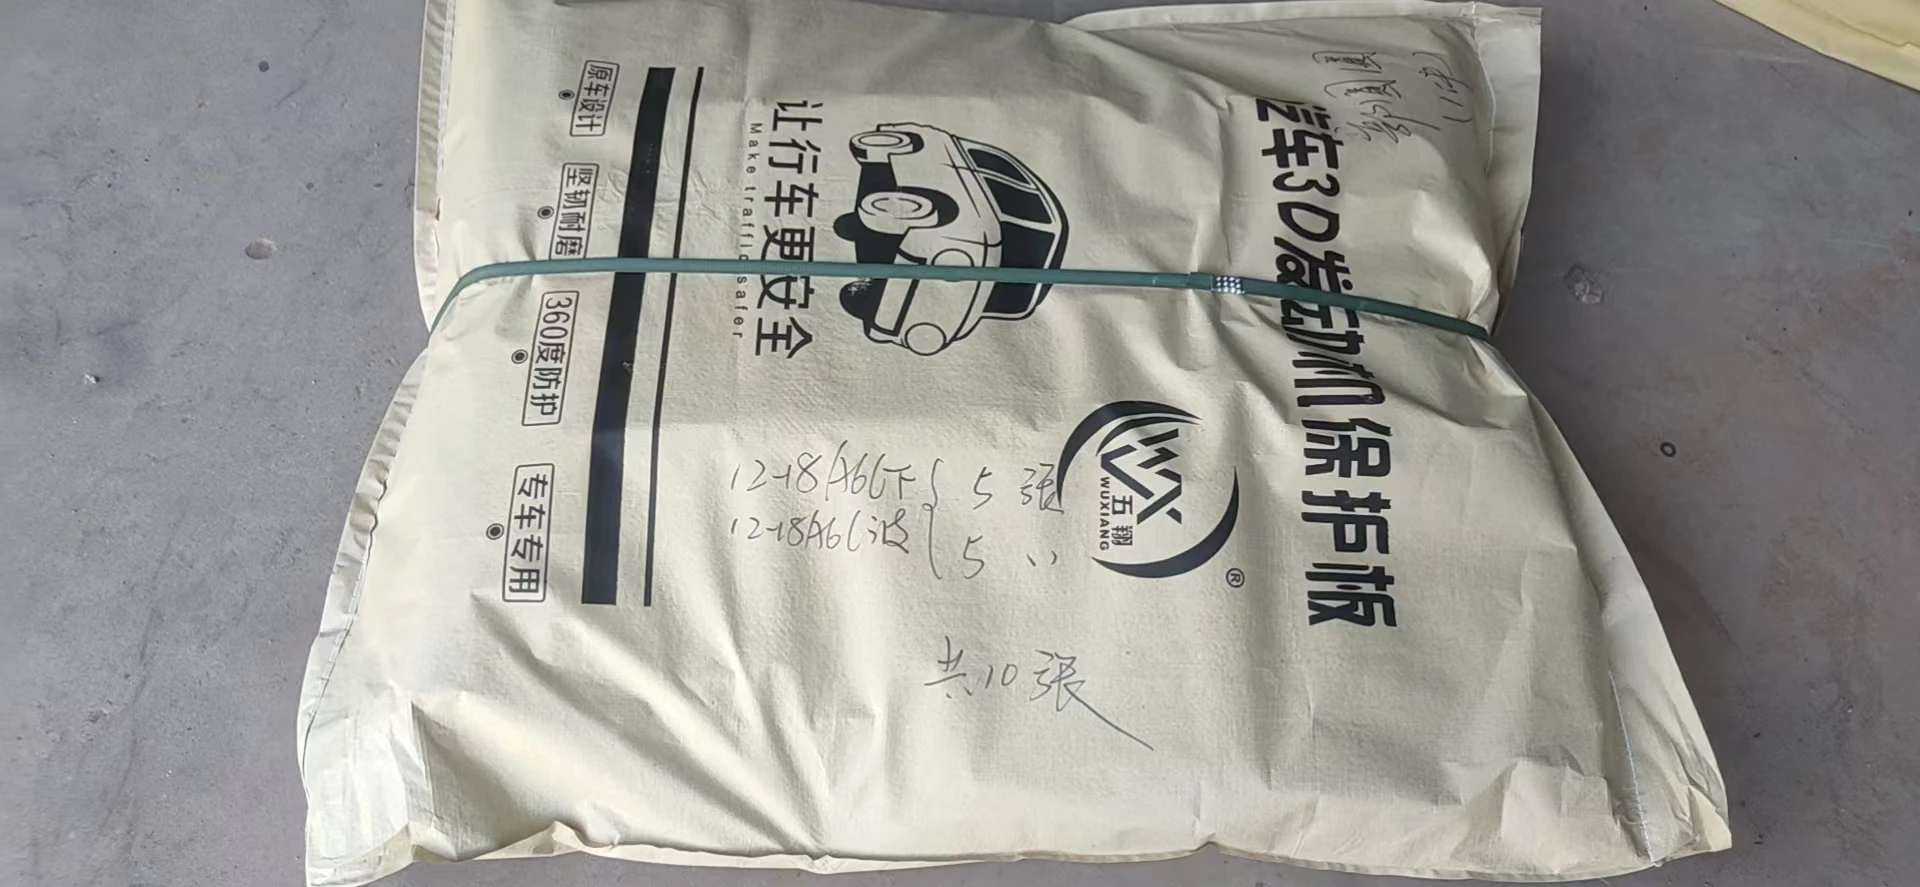 汽车3D发动机保护板
WX
五翔
WUXIANG
®
让行车更安全
Make traffic safer
原车设计
坚韧耐磨
360度防护
专车专用
12-18A6L下 { 5 張
12-18A6L波 { 5 ､､
共10張